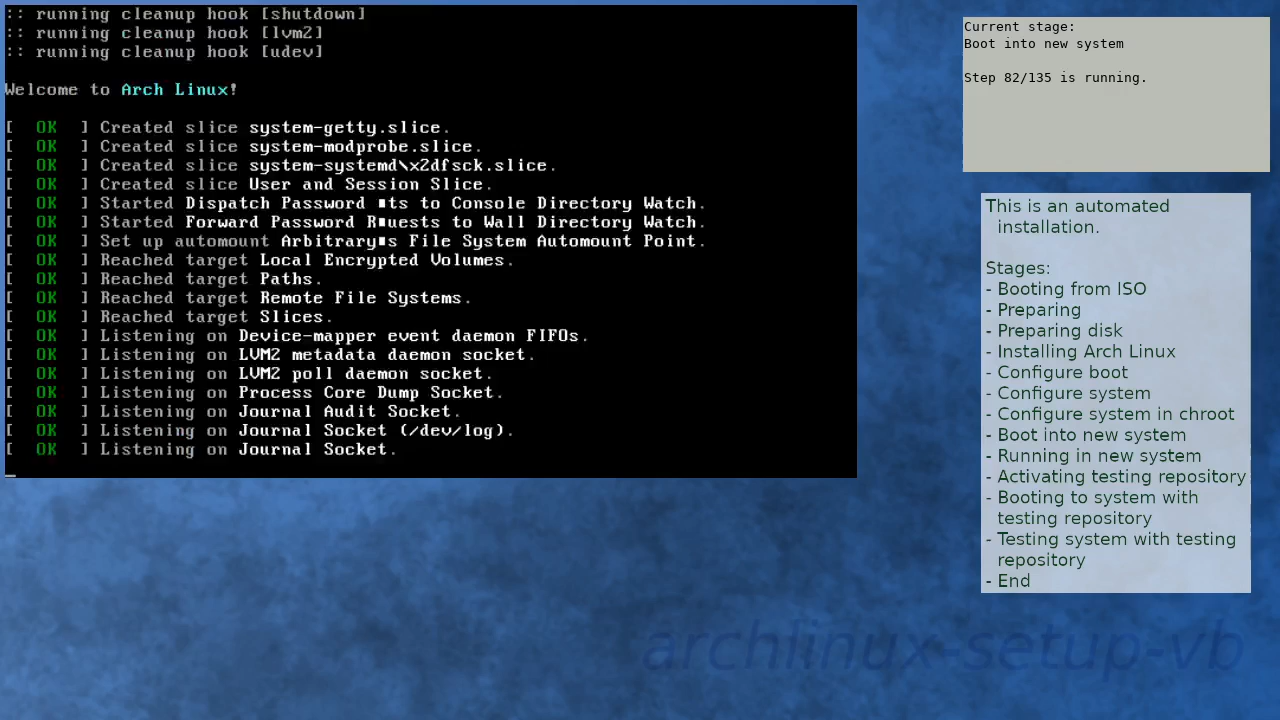 :: running cleanup hook [shutdown]
:: running cleanup hook [lvm2]
:: running cleanup hook [udev]
Welcome to Arch Linux!
[  OK  ] Created slice system-getty.slice.
[  OK  ] Created slice system-modprobe.slice.
[  OK  ] Created slice system-systemd\x2dfsck.slice.
[  OK  ] Created slice User and Session Slice.
[  OK  ] Started Dispatch Password ▮ts to Console Directory Watch.
[  OK  ] Started Forward Password R▮uests to Wall Directory Watch.
[  OK  ] Set up automount Arbitrary▮s File System Automount Point.
[  OK  ] Reached target Local Encrypted Volumes.
[  OK  ] Reached target Paths.
[  OK  ] Reached target Remote File Systems.
[  OK  ] Reached target Slices.
[  OK  ] Listening on Device-mapper event daemon FIFOs.
[  OK  ] Listening on LVM2 metadata daemon socket.
[  OK  ] Listening on LVM2 poll daemon socket.
[  OK  ] Listening on Process Core Dump Socket.
[  OK  ] Listening on Journal Audit Socket.
[  OK  ] Listening on Journal Socket (/dev/log).
[  OK  ] Listening on Journal Socket.
_
Current stage:
Boot into new system
Step 82/135 is running.
This is an automated
installation.
Stages:
- Booting from ISO
- Preparing
- Preparing disk
- Installing Arch Linux
- Configure boot
- Configure system
- Configure system in chroot
- Boot into new system
- Running in new system
- Activating testing repository
- Booting to system with
testing repository
- Testing system with testing
repository
- End
archlinux-setup-vb